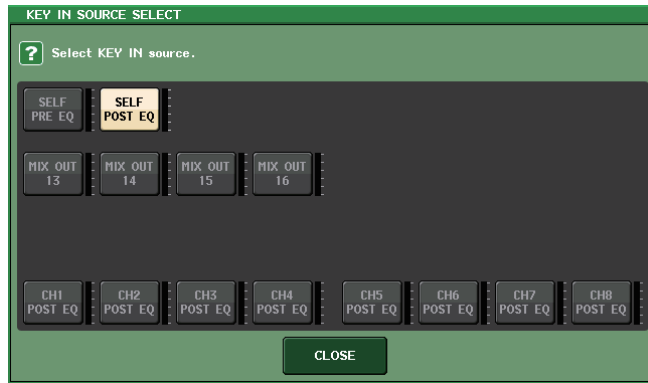 KEY IN SOURCE SELECT
? Select KEY IN source.
SELF PRE EQ
SELF POST EQ
MIX OUT 13
MIX OUT 14
MIX OUT 15
MIX OUT 16
CH1 POST EQ
CH2 POST EQ
CH3 POST EQ
CH4 POST EQ
CH5 POST EQ
CH6 POST EQ
CH7 POST EQ
CH8 POST EQ
CLOSE